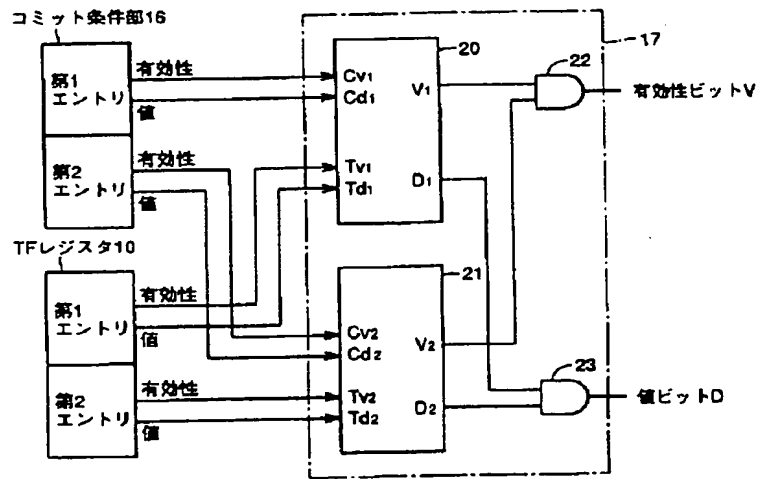 コミット条件部16
第1
エントリ
有効性
値
第2
エントリ
有効性
値
TFレジスタ10
第1
エントリ
有効性
値
第2
エントリ
有効性
値
20
Cv1
Cd1
Tv1
Td1
V1
D1
21
Cv2
Cd2
Tv2
Td2
V2
D2
22
23
17
有効性ビットV
値ビットD